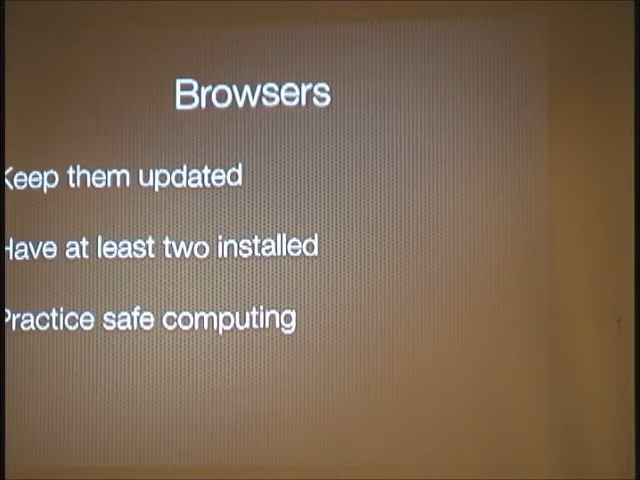 Browsers
Keep them updated
Have at least two installed
Practice safe computing